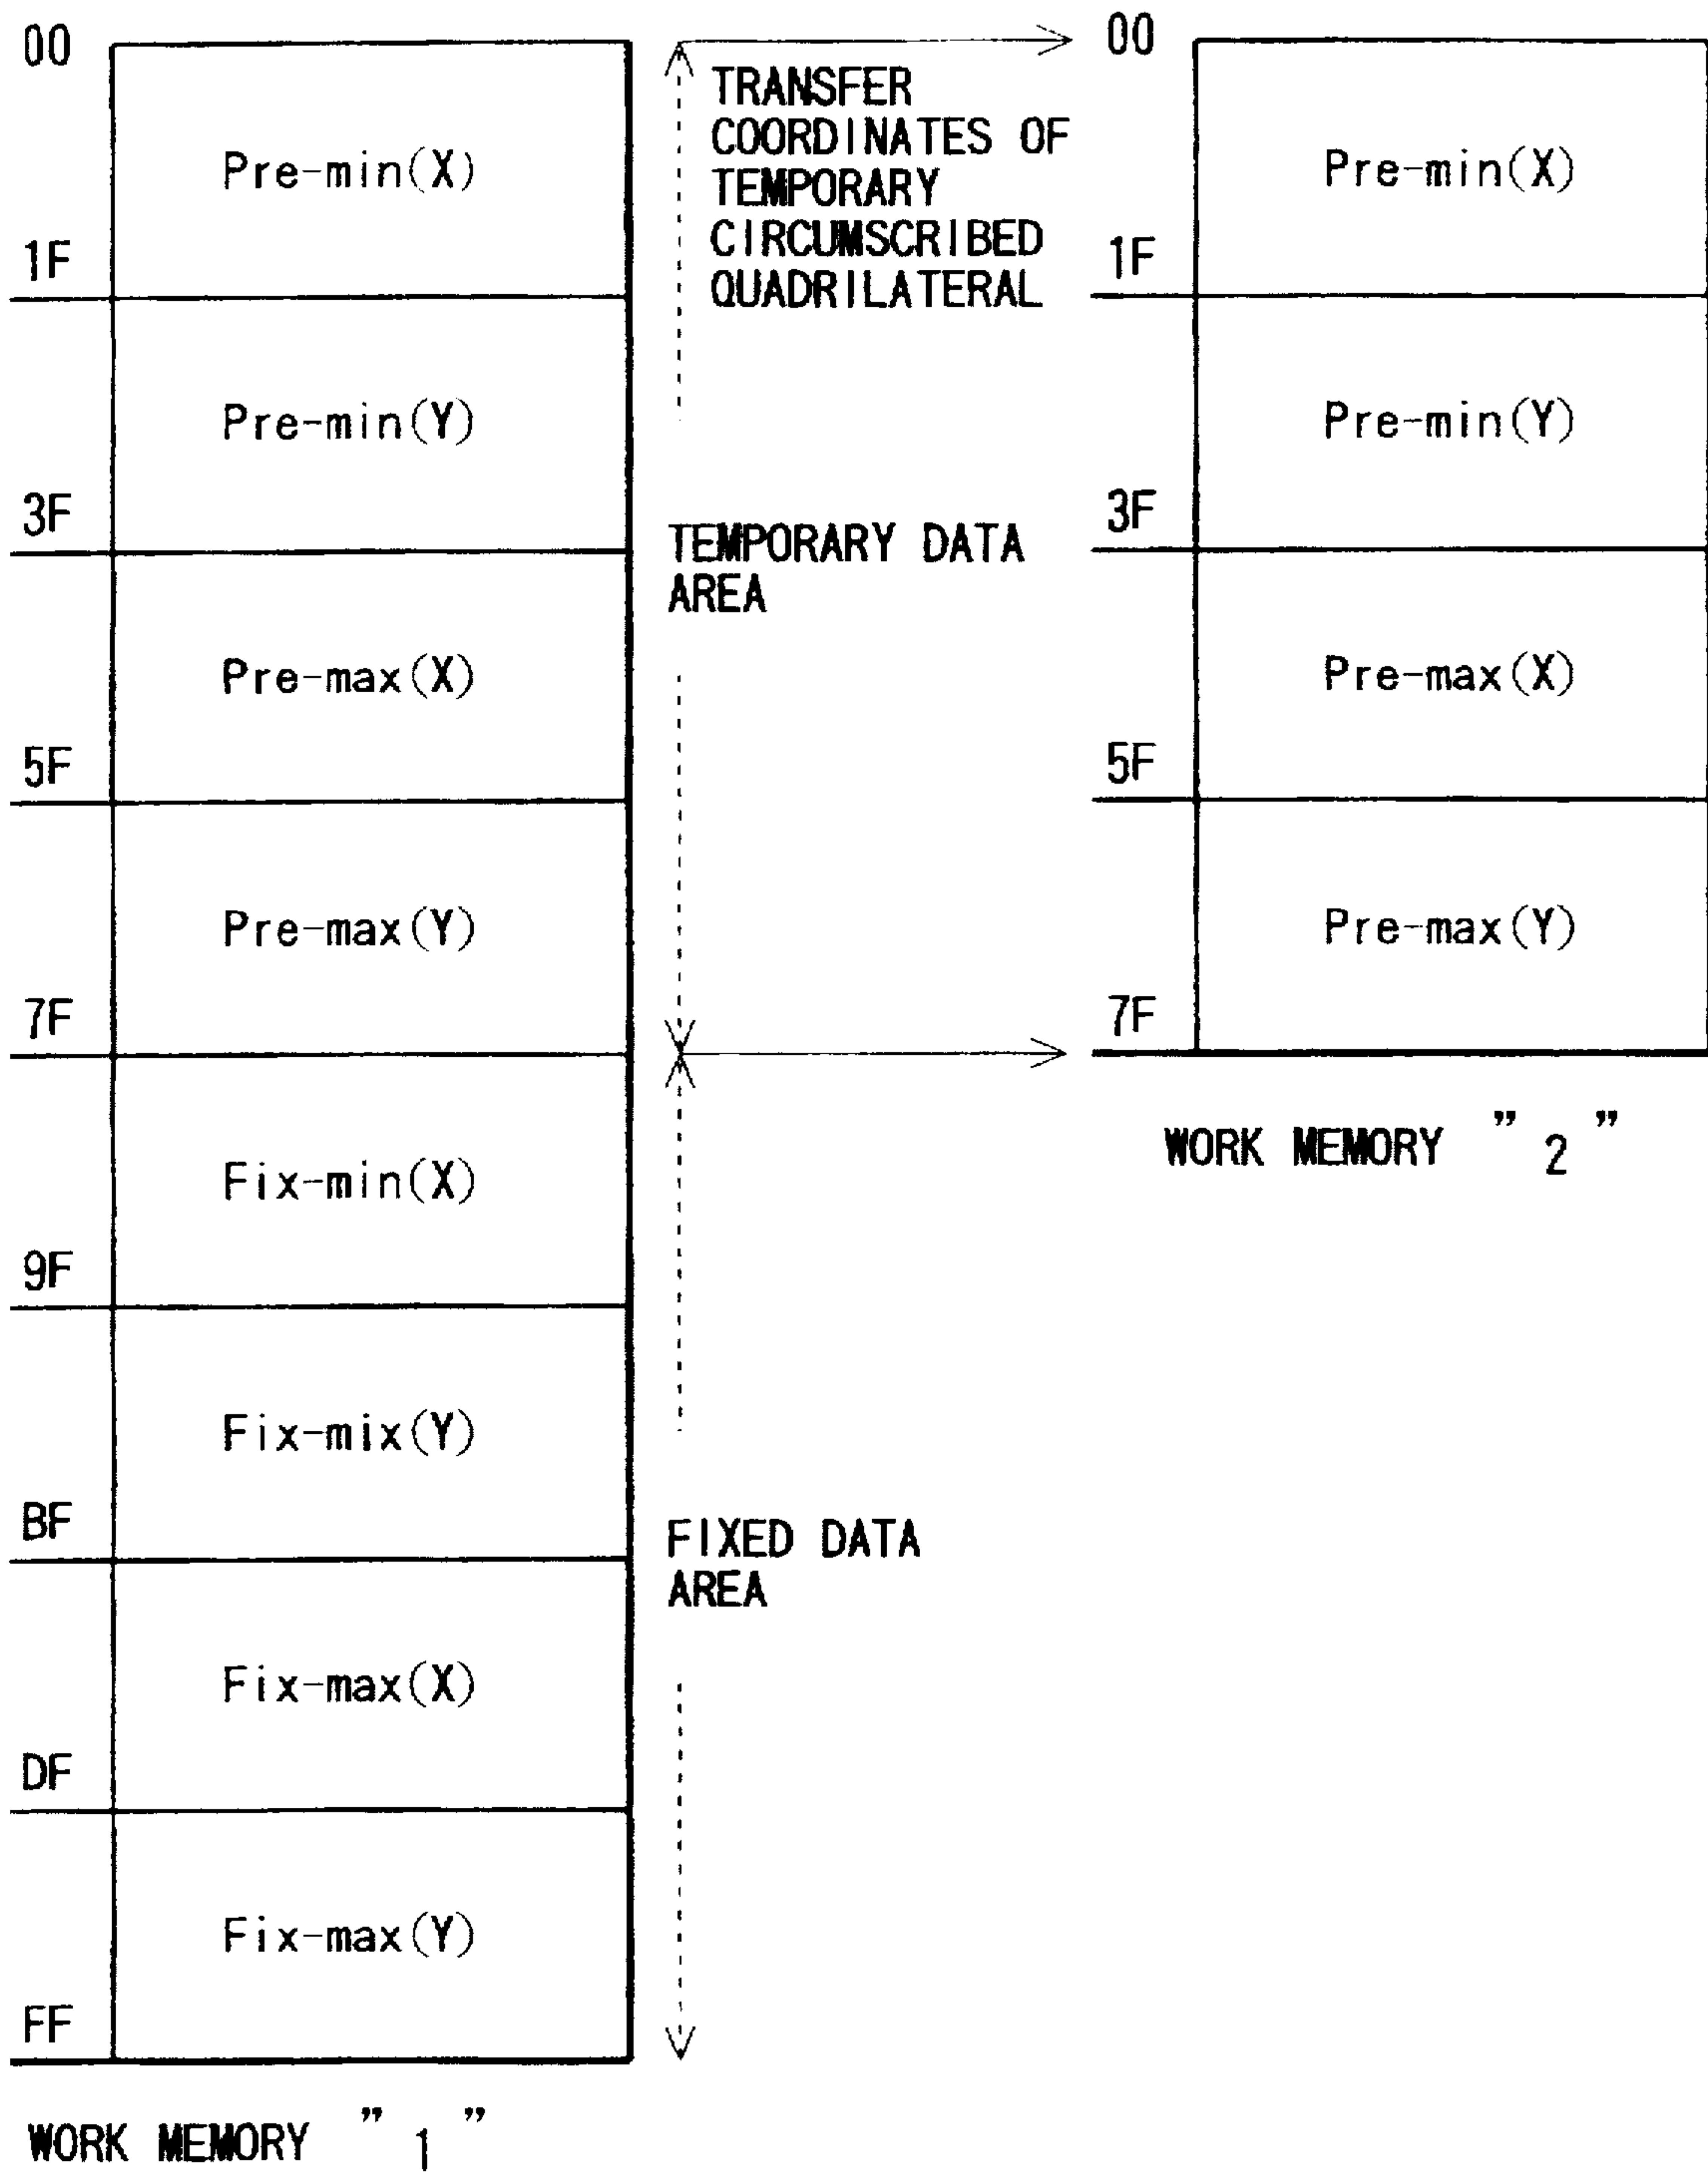 00
Pre-min(X)
1F
Pre-min(Y)
3F
Pre-max(X)
5F
Pre-max(Y)
7F
Fix-min(X)
9F
Fix-mix(Y)
BF
Fix-max(X)
DF
Fix-max(Y)
FF
WORK MEMORY ” 1 ”
TRANSFER
COORDINATES OF
TEMPORARY
CIRCUMSCRIBED
QUADRILATERAL
TEMPORARY DATA
AREA
FIXED DATA
AREA
00
Pre-min(X)
1F
Pre-min(Y)
3F
Pre-max(X)
5F
Pre-max(Y)
7F
WORK MEMORY ” 2 ”